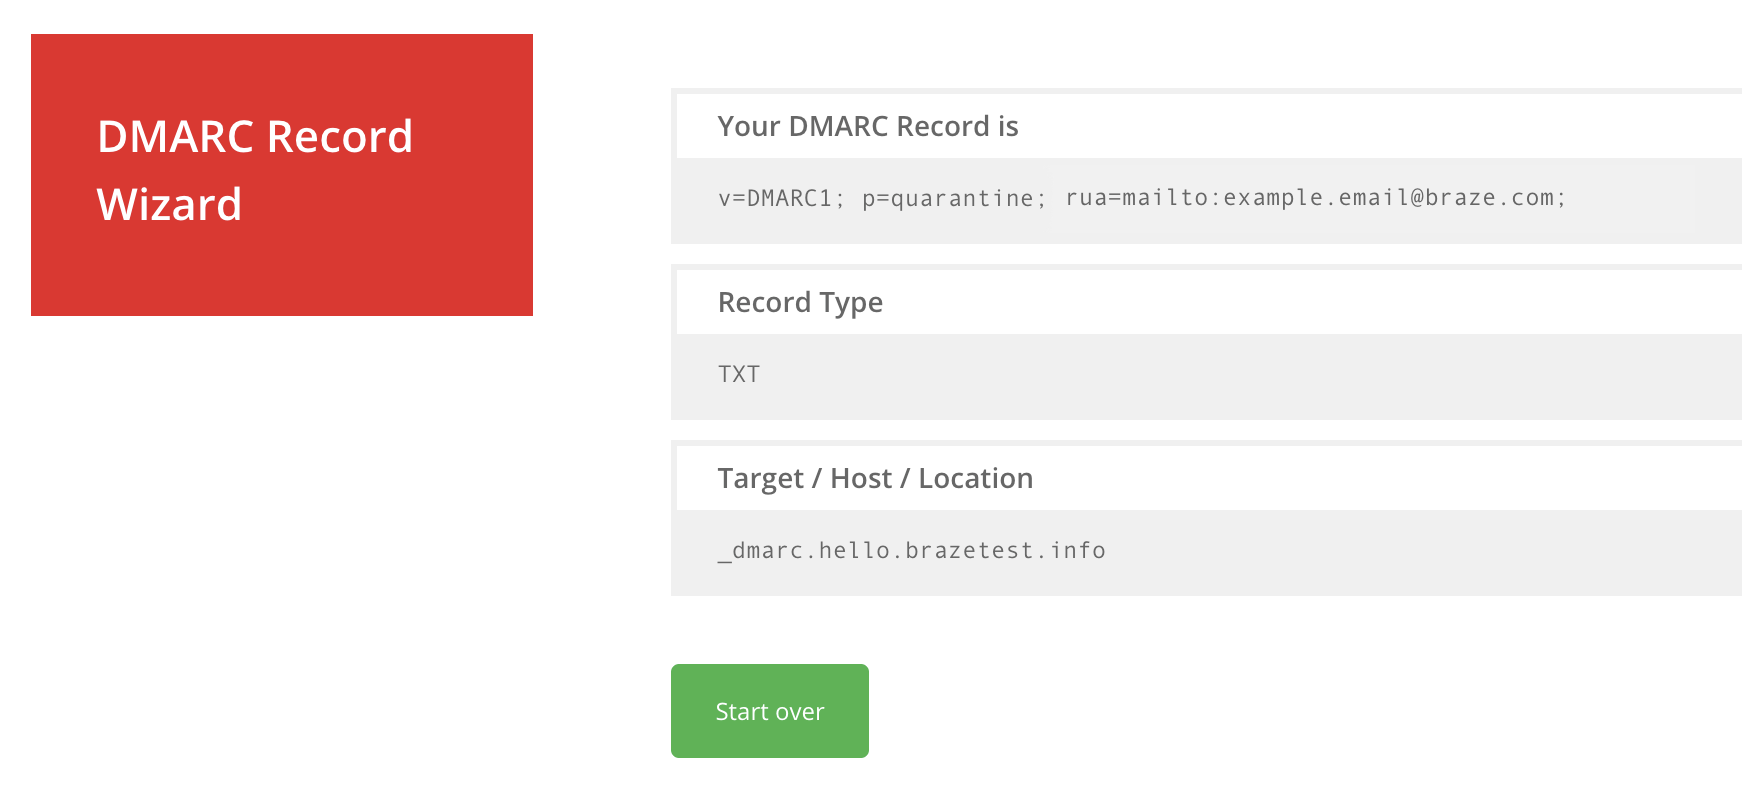 DMARC Record
Wizard
Your DMARC Record is
v=DMARC1; p=quarantine; rua=mailto:example.email@braze.com;
Record Type
TXT
Target / Host / Location
_dmarc.hello.brazetest.info
Start over